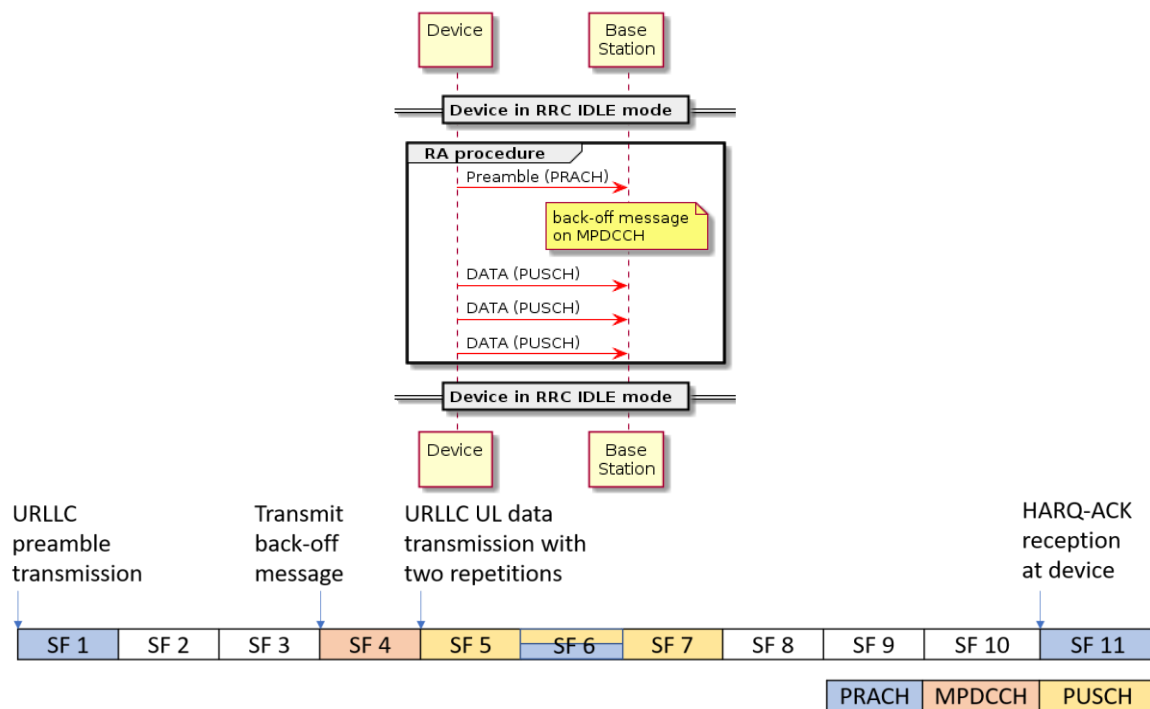 Device
Base
Station
Device in RRC IDLE mode
RA procedure
Preamble (PRACH)
back-off message
on MPDCCH
DATA (PUSCH)
DATA (PUSCH)
DATA (PUSCH)
Device in RRC IDLE mode
Device
Base
Station
URLLC
preamble
transmission
Transmit
back-off
message
URLLC UL data
transmission with
two repetitions
HARQ-ACK
reception
at device
SF 1 SF 2 SF 3 SF 4 SF 5 SF 6 SF 7 SF 8 SF 9 SF 10 SF 11
PRACH MPDCCH PUSCH